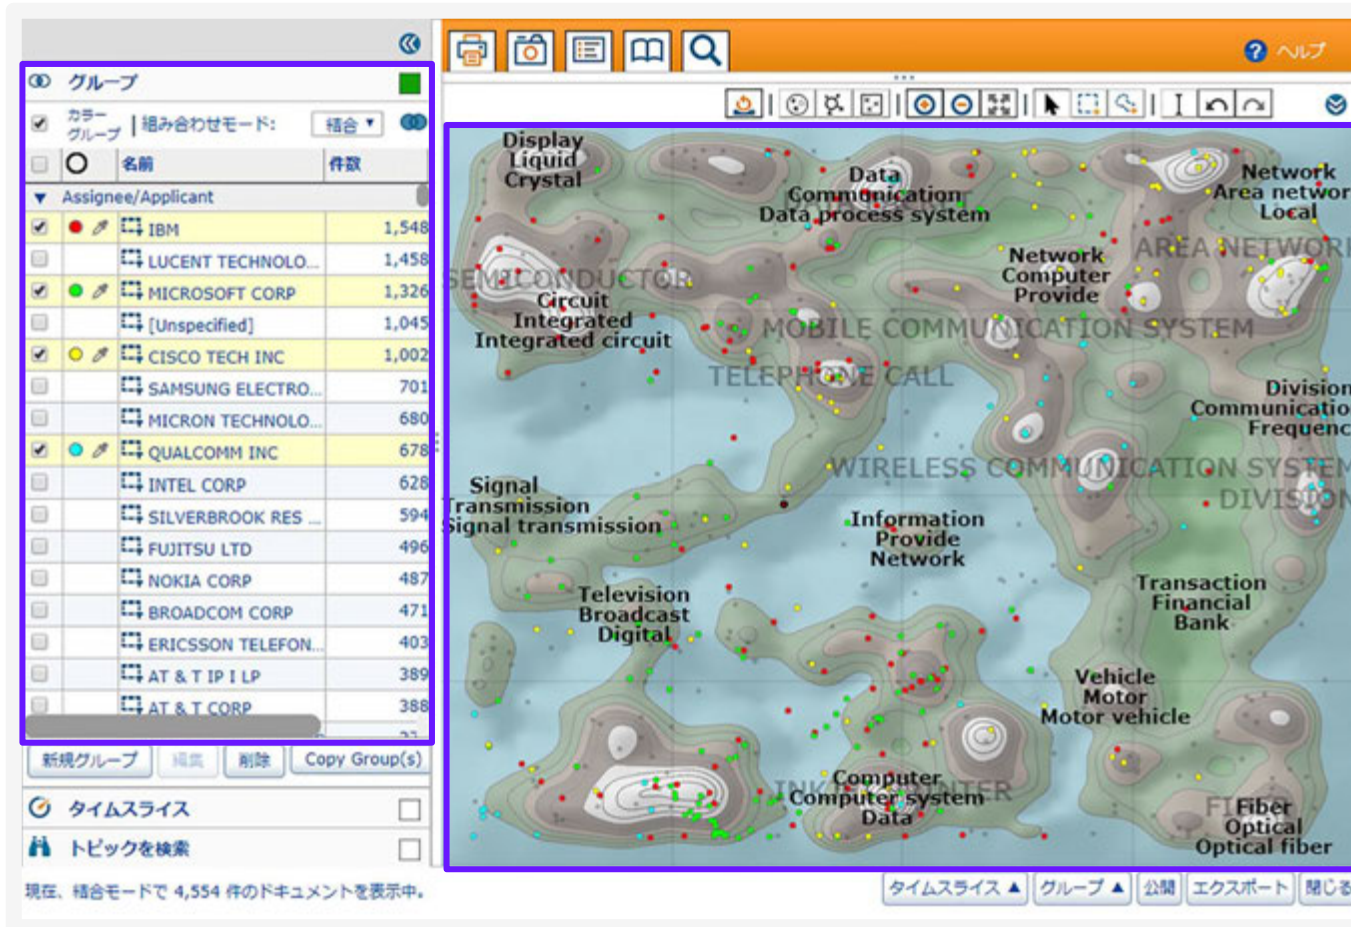 ヘルプ
グループ
カラー
グループ
組み合わせモード:
結合
名前
件数
Assignee/Applicant
IBM 1,548
LUCENT TECHNOLO... 1,458
MICROSOFT CORP 1,326
[Unspecified] 1,045
CISCO TECH INC 1,002
SAMSUNG ELECTRO... 701
MICRON TECHNOLO... 680
QUALCOMM INC 678
INTEL CORP 628
SILVERBROOK RES ... 594
FUJITSU LTD 496
NOKIA CORP 487
BROADCOM CORP 471
ERICSSON TELEFON... 403
AT & T IP I LP 389
AT & T CORP 388
新規グループ 編集 削除 Copy Group(s)
タイムスライス
トピックを検索
現在、結合モードで 4,554 件のドキュメントを表示中。
Display
Liquid
Crystal
Data
Communication
Data process system
Network
Area networ
Local
AREA NETWORK
Network
Computer
Provide
SEMICONDUCTOR
Circuit
Integrated
Integrated circuit
MOBILE COMMUNICATION SYSTEM
TELEPHONE CALL
Division
Communicatio
Frequenc
WIRELESS COMMUNICATION SYSTEM
DIVISION
Signal
Transmission
Signal transmission
Information
Provide
Network
Television
Broadcast
Digital
Transaction
Financial
Bank
Vehicle
Motor
Motor vehicle
INK PRINTER
Computer
Computer system
Data
FIBER
Fiber
Optical
Optical fiber
タイムスライス グループ 公開 エクスポート 閉じる